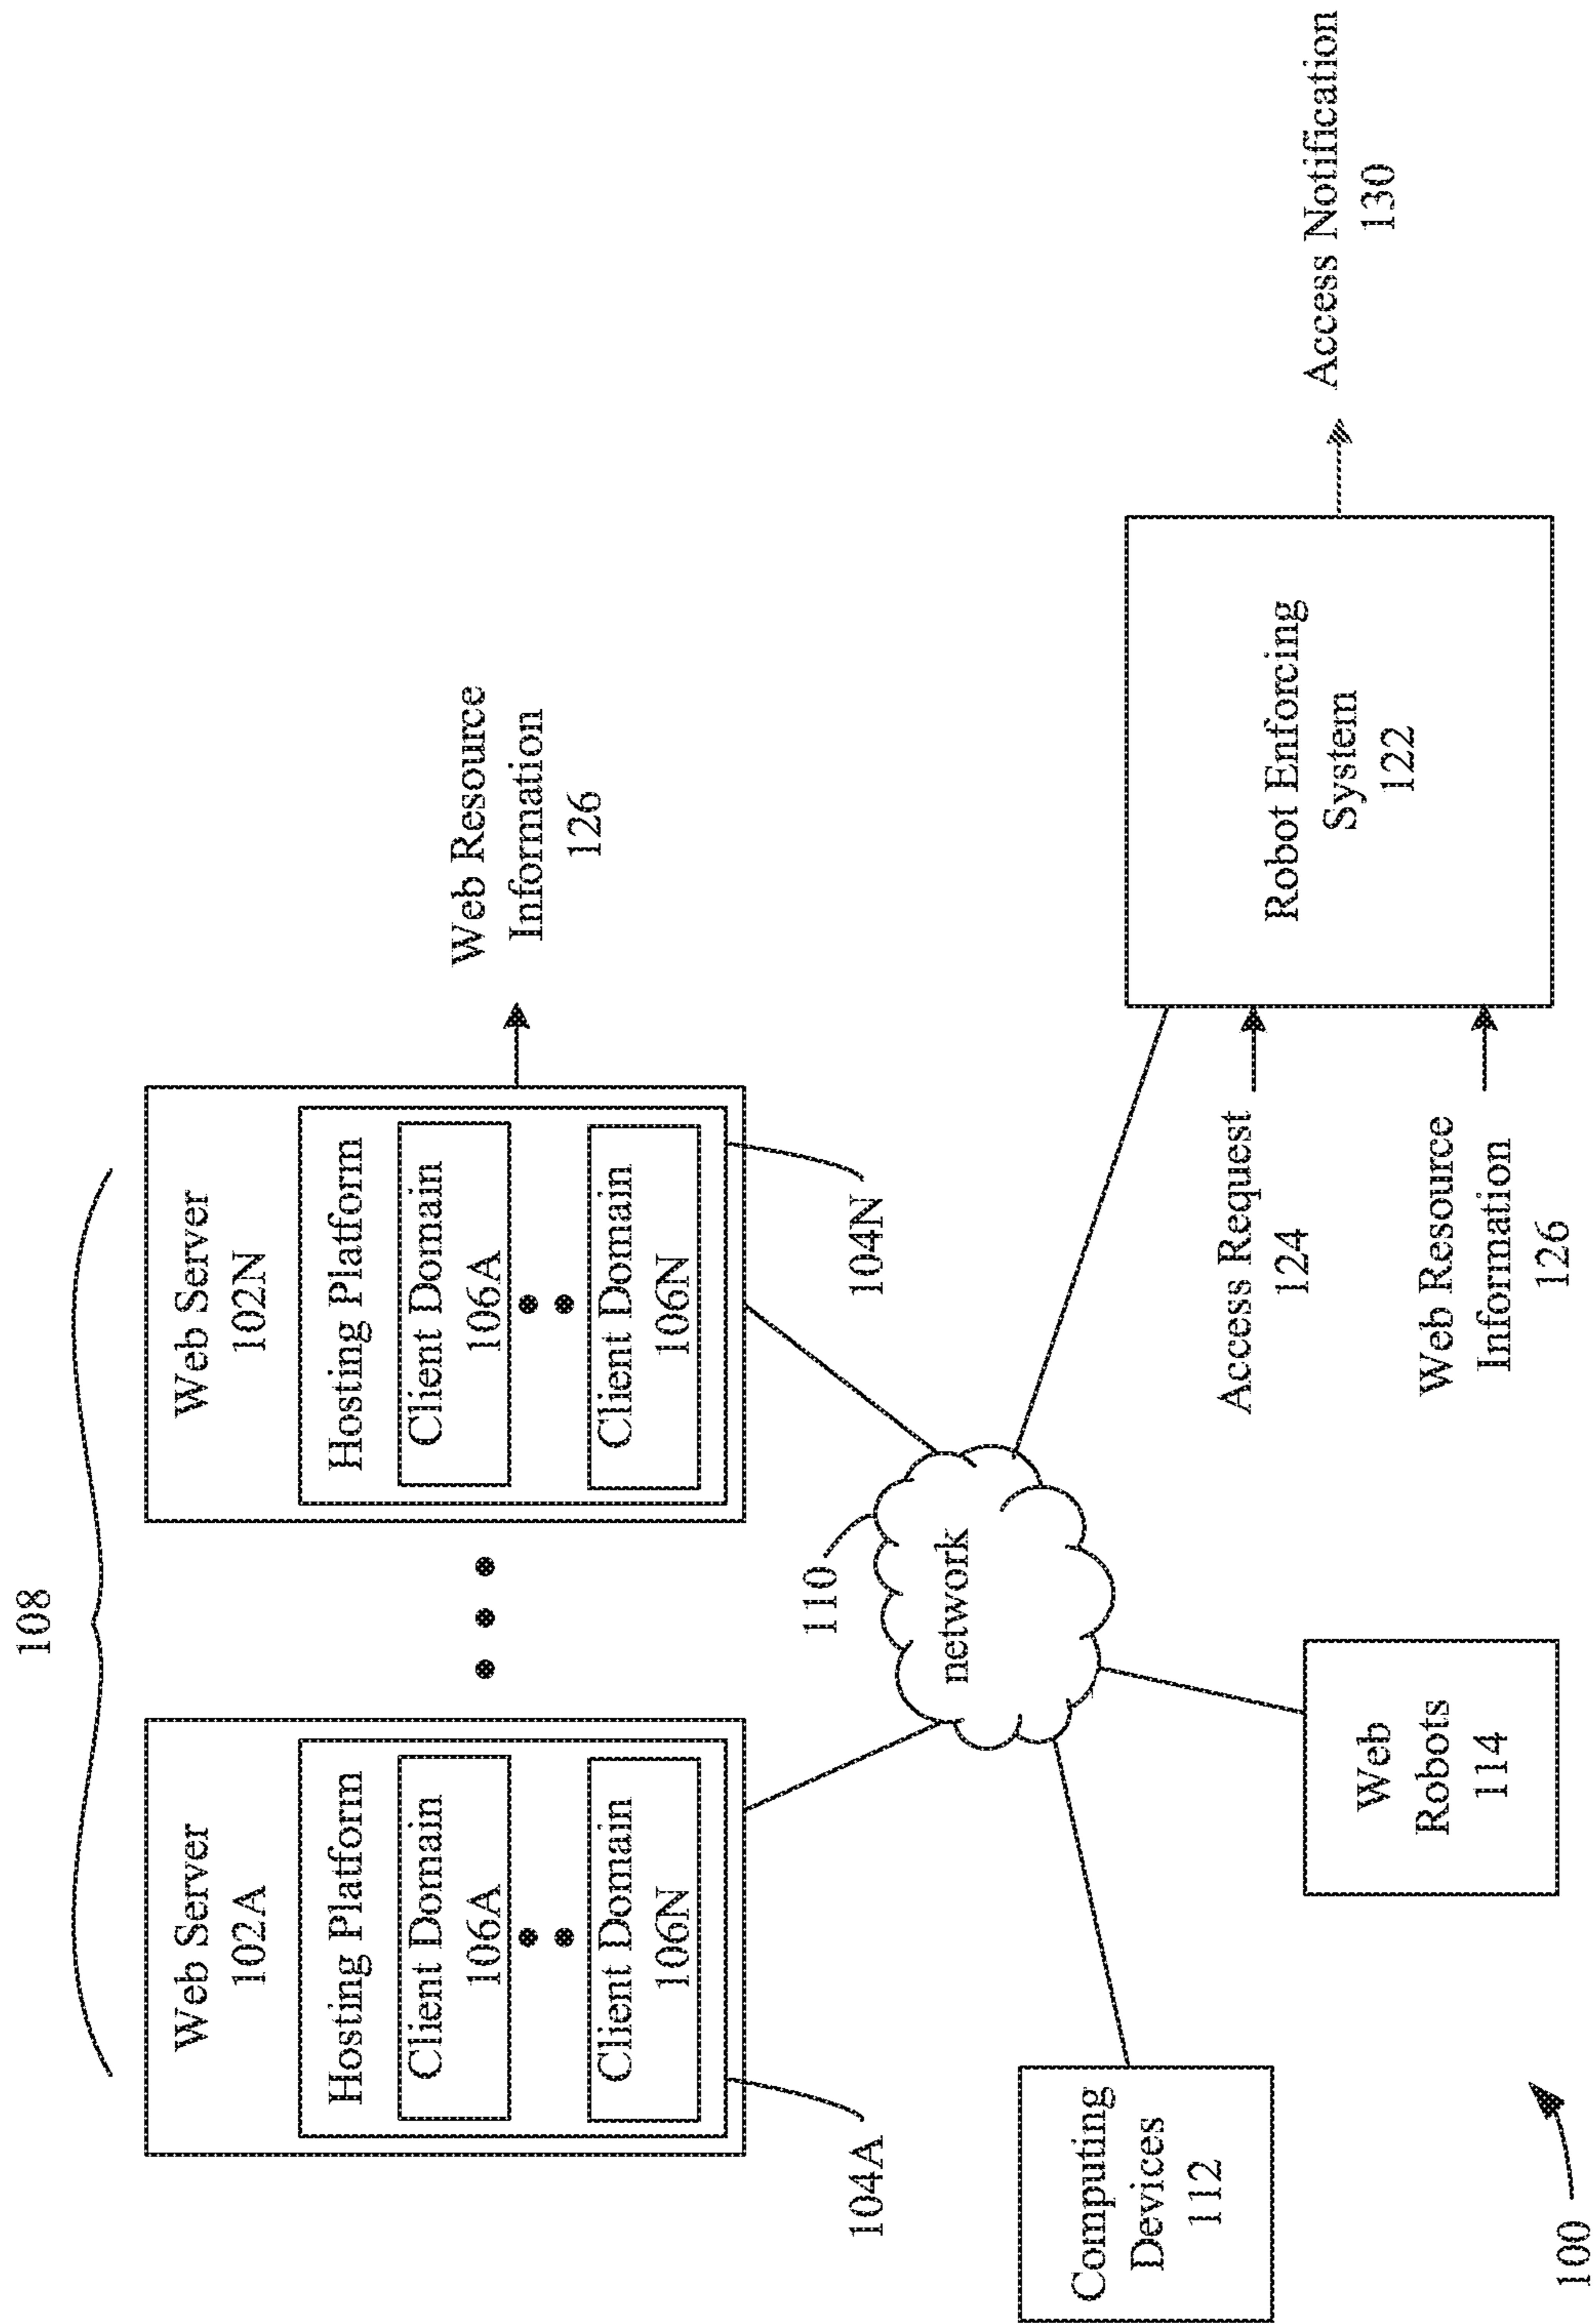 108
Web Server
102A
Hosting Platform
Client Domain
106A
Client Domain
106N
104A
Web Server
102N
Hosting Platform
Client Domain
106A
Client Domain
106N
104N
Web Resource
Information
126
110
network
Computing
Devices
112
Web
Robots
114
Access Request
124
Web Resource
Information
126
Robot Enforcing
System
122
Access Notification
130
100